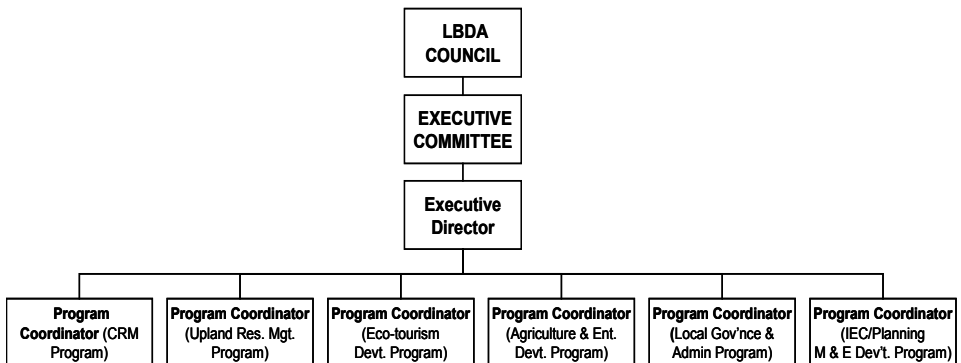 LBDA
COUNCIL
EXECUTIVE
COMMITTEE
Executive
Director
Program
Coordinator (CRM
Program)
Program Coordinator
(Upland Res. Mgt.
Program)
Program Coordinator
(Eco-tourism
Devt. Program)
Program Coordinator
(Agriculture & Ent.
Devt. Program)
Program Coordinator
(Local Gov'nce &
Admin Program)
Program Coordinator
(IEC/Planning
M & E Dev't. Program)